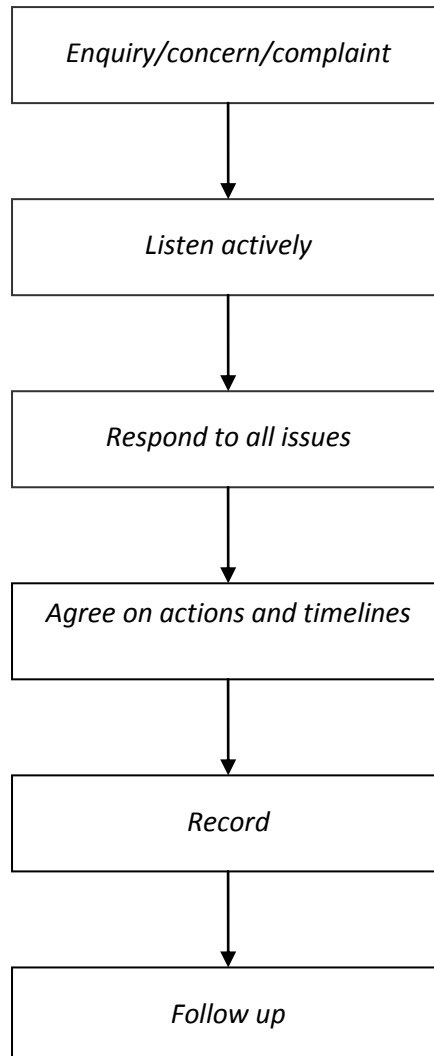 Enquiry/concern/complaint
Listen actively
Respond to all issues
Agree on actions and timelines
Record
Follow up